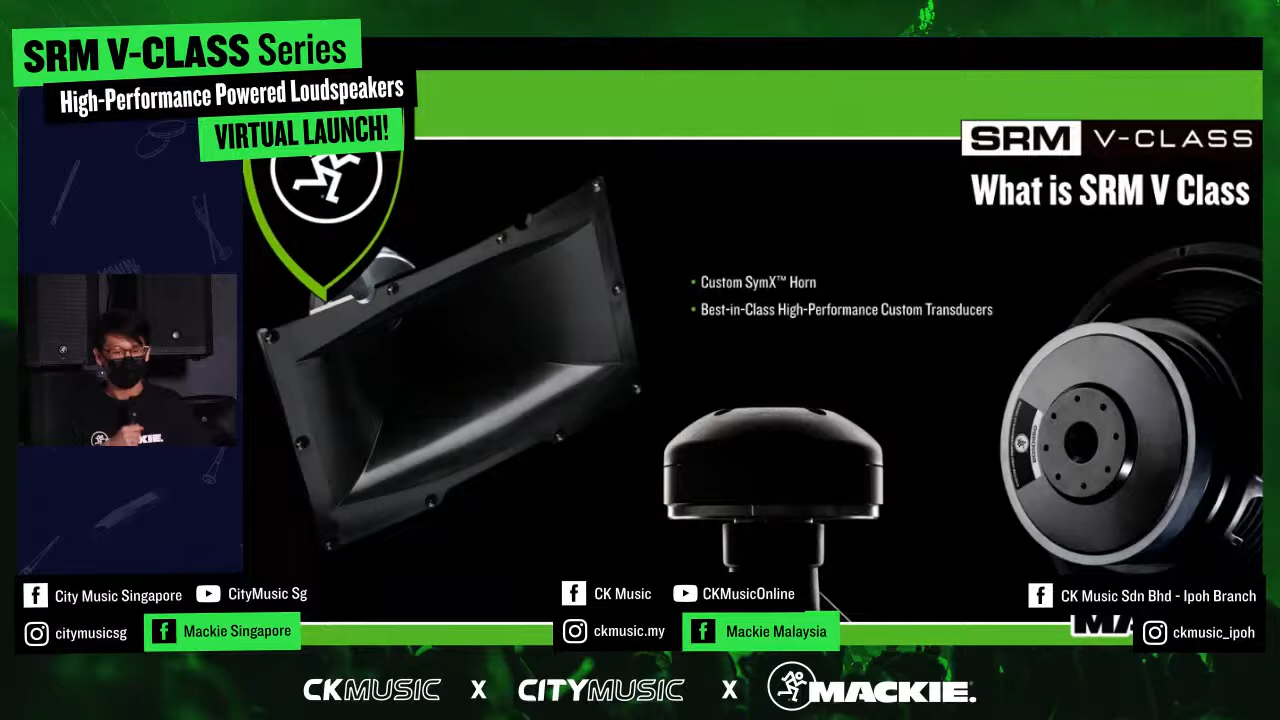 SRM V-CLASS Series
High-Performance Powered Loudspeakers
VIRTUAL LAUNCH!
SRM V-CLASS
What is SRM V Class
• Custom SymX™ Horn
• Best-in-Class High-Performance Custom Transducers
City Music Singapore
CityMusic Sg
citymusicsg
Mackie Singapore
CK Music
CKMusicOnline
ckmusic.my
Mackie Malaysia
CK Music Sdn Bhd - Ipoh Branch
ckmusic_ipoh
CKMUSIC X CITYMUSIC X MACKIE.